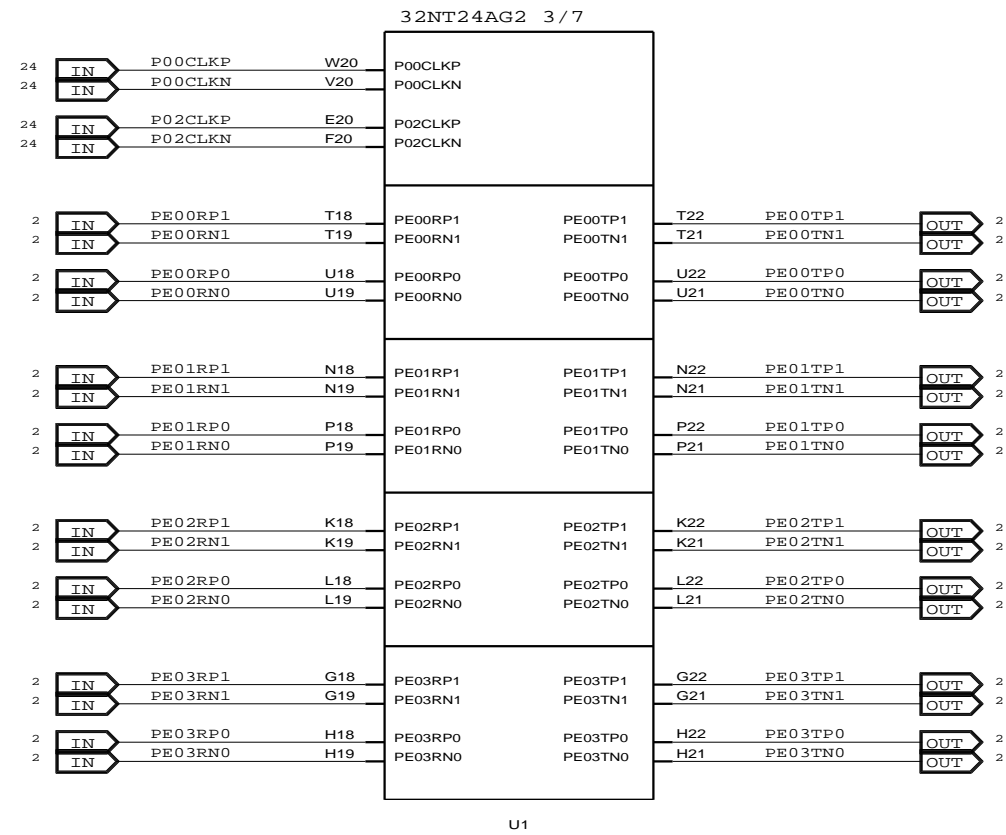 32NT24AG2 3/7
24 IN P00CLKP W20 P00CLKP
24 IN P00CLKN V20 P00CLKN
24 IN P02CLKP E20 P02CLKP
24 IN P02CLKN F20 P02CLKN
2 IN PE00RP1 T18 PE00RP1 PE00TP1 T22 PE00TP1 OUT 2
2 IN PE00RN1 T19 PE00RN1 PE00TN1 T21 PE00TN1 OUT 2
2 IN PE00RP0 U18 PE00RP0 PE00TP0 U22 PE00TP0 OUT 2
2 IN PE00RN0 U19 PE00RN0 PE00TN0 U21 PE00TN0 OUT 2
2 IN PE01RP1 N18 PE01RP1 PE01TP1 N22 PE01TP1 OUT 2
2 IN PE01RN1 N19 PE01RN1 PE01TN1 N21 PE01TN1 OUT 2
2 IN PE01RP0 P18 PE01RP0 PE01TP0 P22 PE01TP0 OUT 2
2 IN PE01RN0 P19 PE01RN0 PE01TN0 P21 PE01TN0 OUT 2
2 IN PE02RP1 K18 PE02RP1 PE02TP1 K22 PE02TP1 OUT 2
2 IN PE02RN1 K19 PE02RN1 PE02TN1 K21 PE02TN1 OUT 2
2 IN PE02RP0 L18 PE02RP0 PE02TP0 L22 PE02TP0 OUT 2
2 IN PE02RN0 L19 PE02RN0 PE02TN0 L21 PE02TN0 OUT 2
2 IN PE03RP1 G18 PE03RP1 PE03TP1 G22 PE03TP1 OUT 2
2 IN PE03RN1 G19 PE03RN1 PE03TN1 G21 PE03TN1 OUT 2
2 IN PE03RP0 H18 PE03RP0 PE03TP0 H22 PE03TP0 OUT 2
2 IN PE03RN0 H19 PE03RN0 PE03TN0 H21 PE03TN0 OUT 2
U1